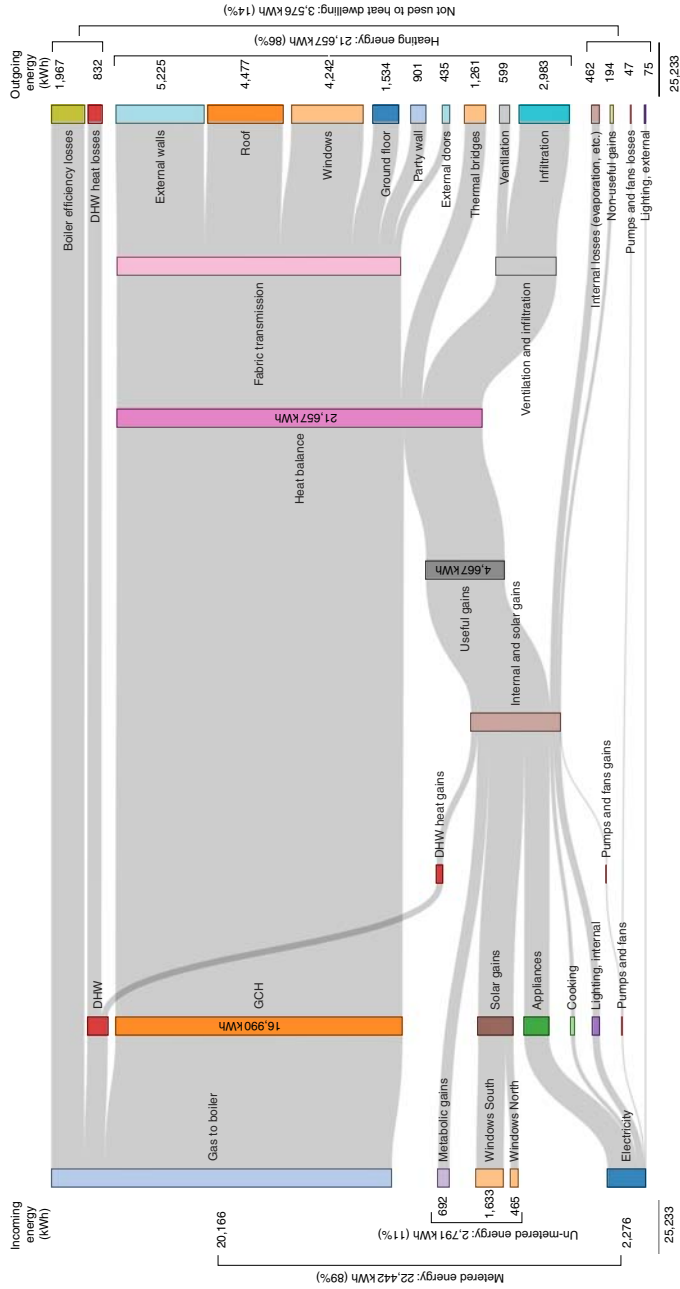 Incoming
energy
(kWh)
20,166
692
1,633
465
2,276
25,233
Metered energy: 22,442 kWh (89%)
Un-metered energy: 2,791 kWh (11%)
Gas to boiler
Metabolic gains
Windows South
Windows North
Electricity
DHW
GCH
16,990 kWh
Solar gains
Appliances
Cooking
Lighting, internal
Pumps and fans
DHW heat gains
Pumps and fans gains
Internal and solar gains
Useful gains
4,667 kWh
Heat balance
21,657 kWh
Fabric transmission
Ventilation and infiltration
Boiler efficiency losses
DHW heat losses
External walls
Roof
Windows
Ground floor
Party wall
External doors
Thermal bridges
Ventilation
Infiltration
Internal losses (evaporation, etc.)
Non-useful gains
Pumps and fans losses
Lighting, external
Outgoing
energy
(kWh)
1,967
832
5,225
4,477
4,242
1,534
901
435
1,261
599
2,983
462
194
47
75
25,233
Heating energy: 21,657 kWh (86%)
Not used to heat dwelling: 3,576 kWh (14%)